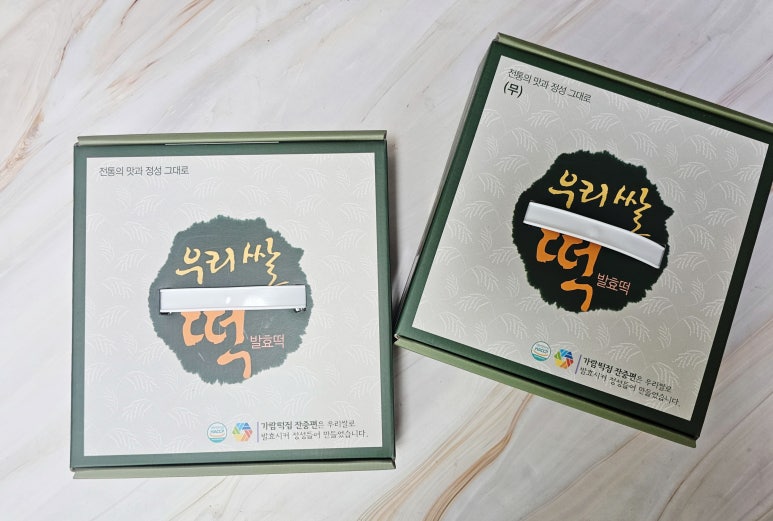 전통의 맛과 정성 그대로
우리쌀
떡
발효떡
HACCP
가람떡집 잔중편은 우리쌀로
발효시켜 정성들여 만들었습니다.
전통의 맛과 정성 그대로
(무)
우리쌀
떡
발효떡
HACCP
가람떡집 잔중편은 우리쌀로
발효시켜 정성들여 만들었습니다.